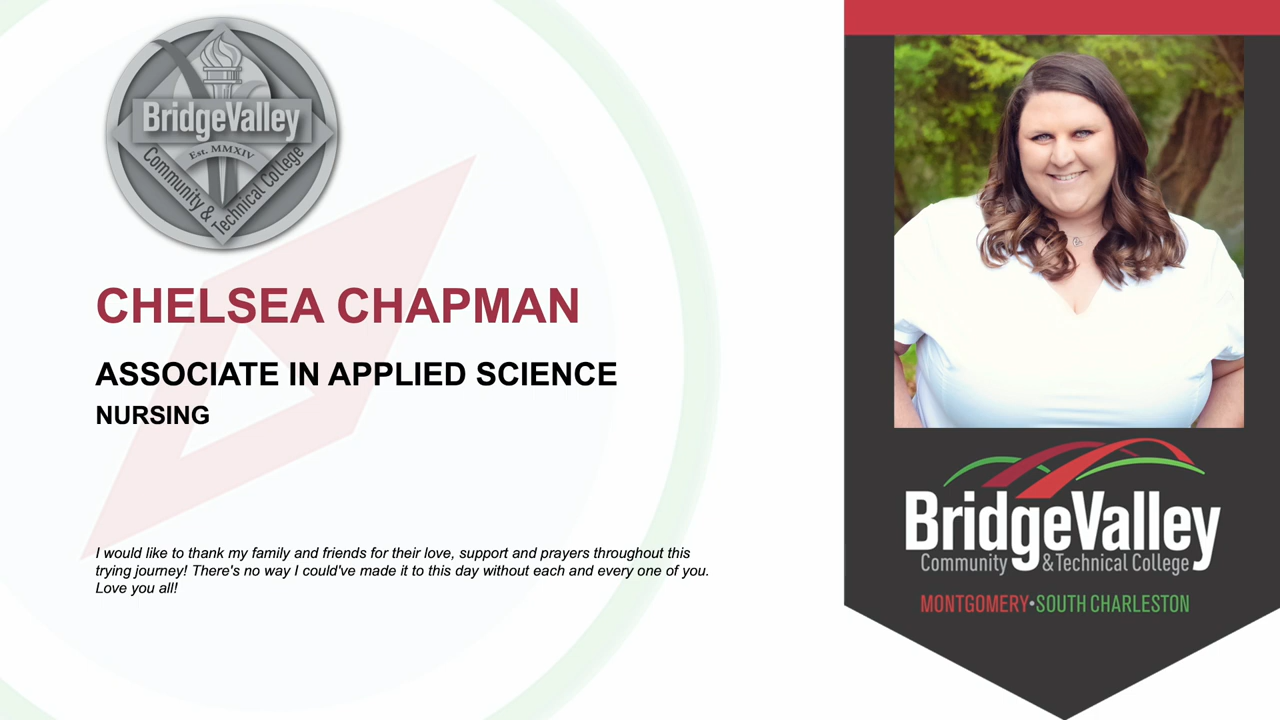 BridgeValley
Est. MMXIV
Community & Technical College
CHELSEA CHAPMAN
ASSOCIATE IN APPLIED SCIENCE
NURSING
I would like to thank my family and friends for their love, support and prayers throughout this
trying journey! There's no way I could've made it to this day without each and every one of you.
Love you all!
BridgeValley
Community & Technical College
MONTGOMERY•SOUTH CHARLESTON